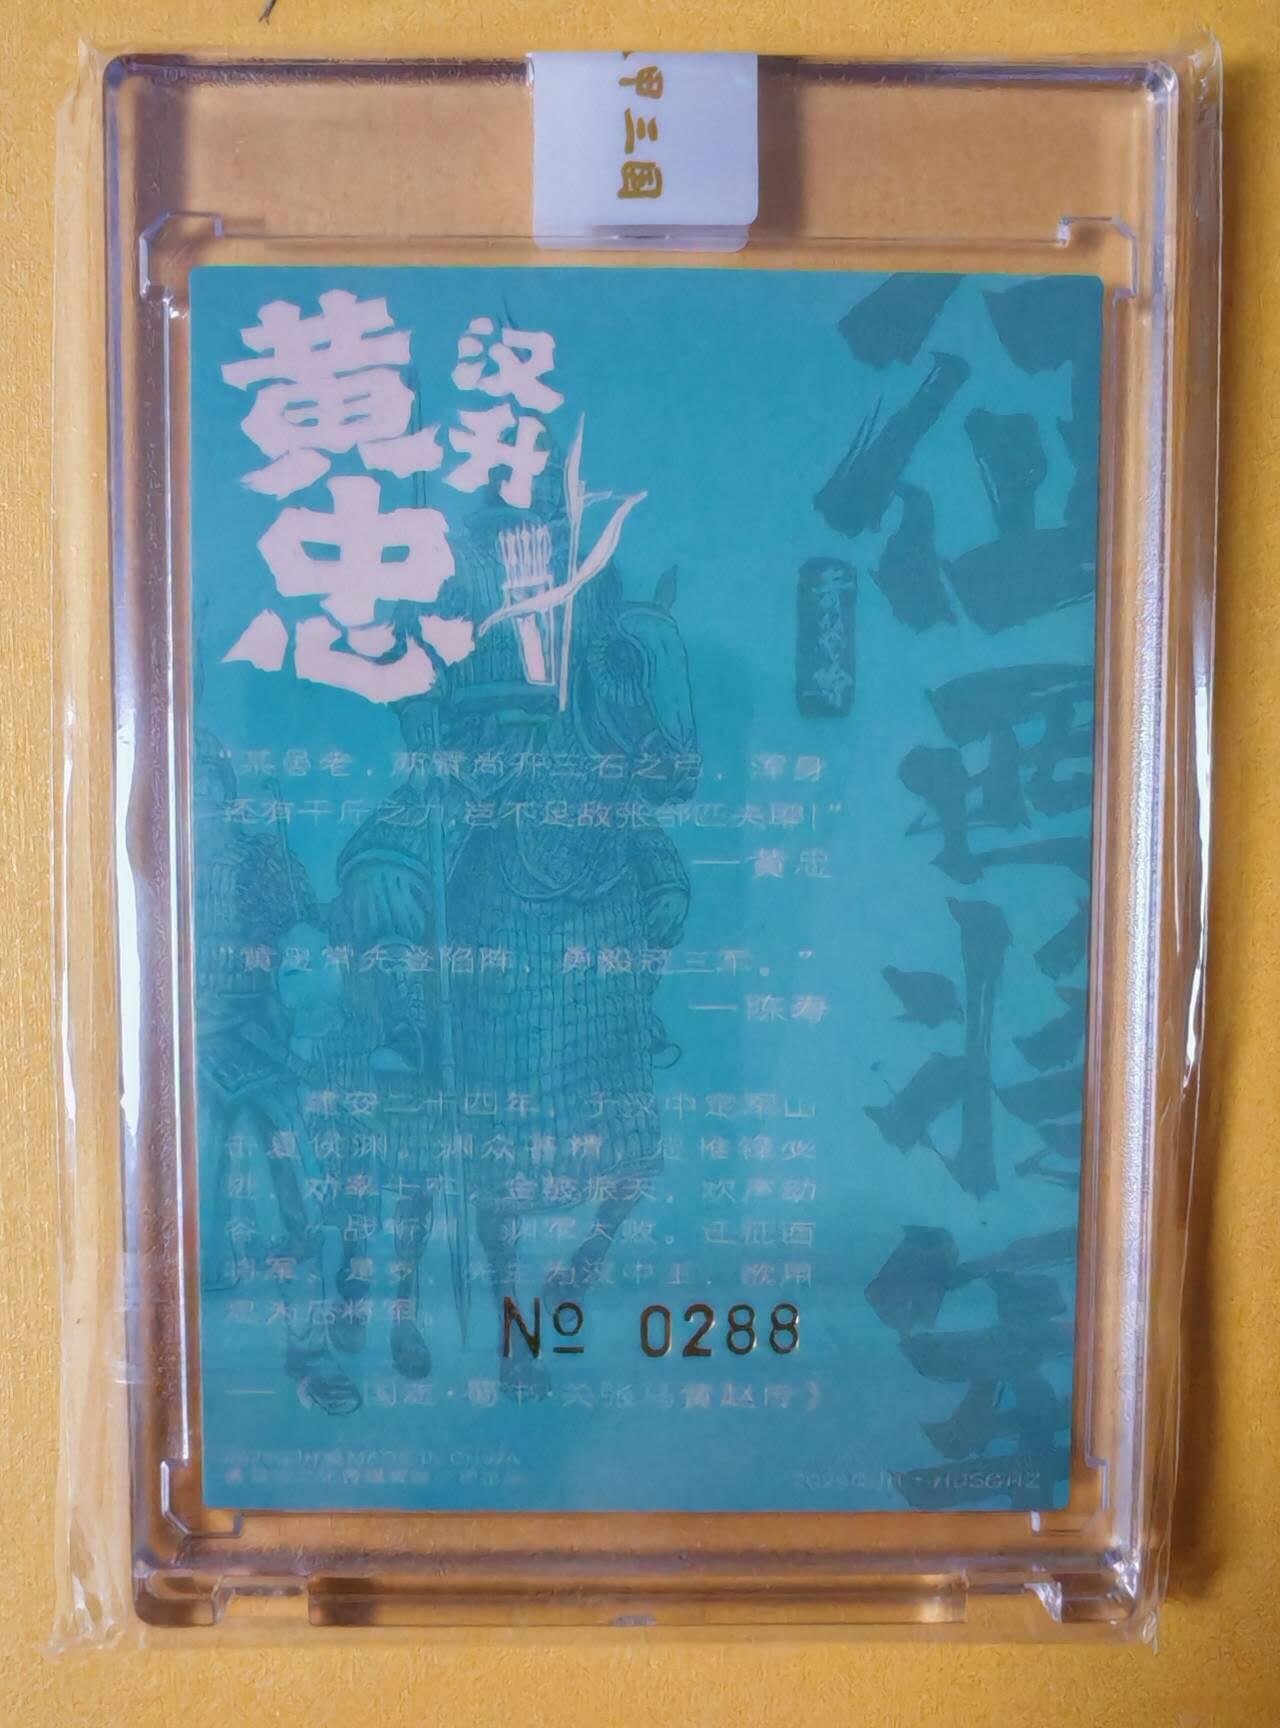 甲三国
黄忠
汉升
征西将军
"某虽老，两臂尚开三石之弓，浑身
还有千斤之力，岂不足敌张郃匹夫耶！"
—黄忠
"黄忠常先登陷阵，勇毅冠三军。"
—陈寿
建安二十四年，于汉中定军山
击夏侯渊。渊众甚精，忠推锋必
进，劝率士卒，金鼓振天，欢声动
谷，一战斩渊，渊军大败。迁征西
将军。是岁，先主为汉中王，欲用
忠为后将军。
No 0288
—《三国志·蜀书·关张马黄赵传》
MADE IN CHINA